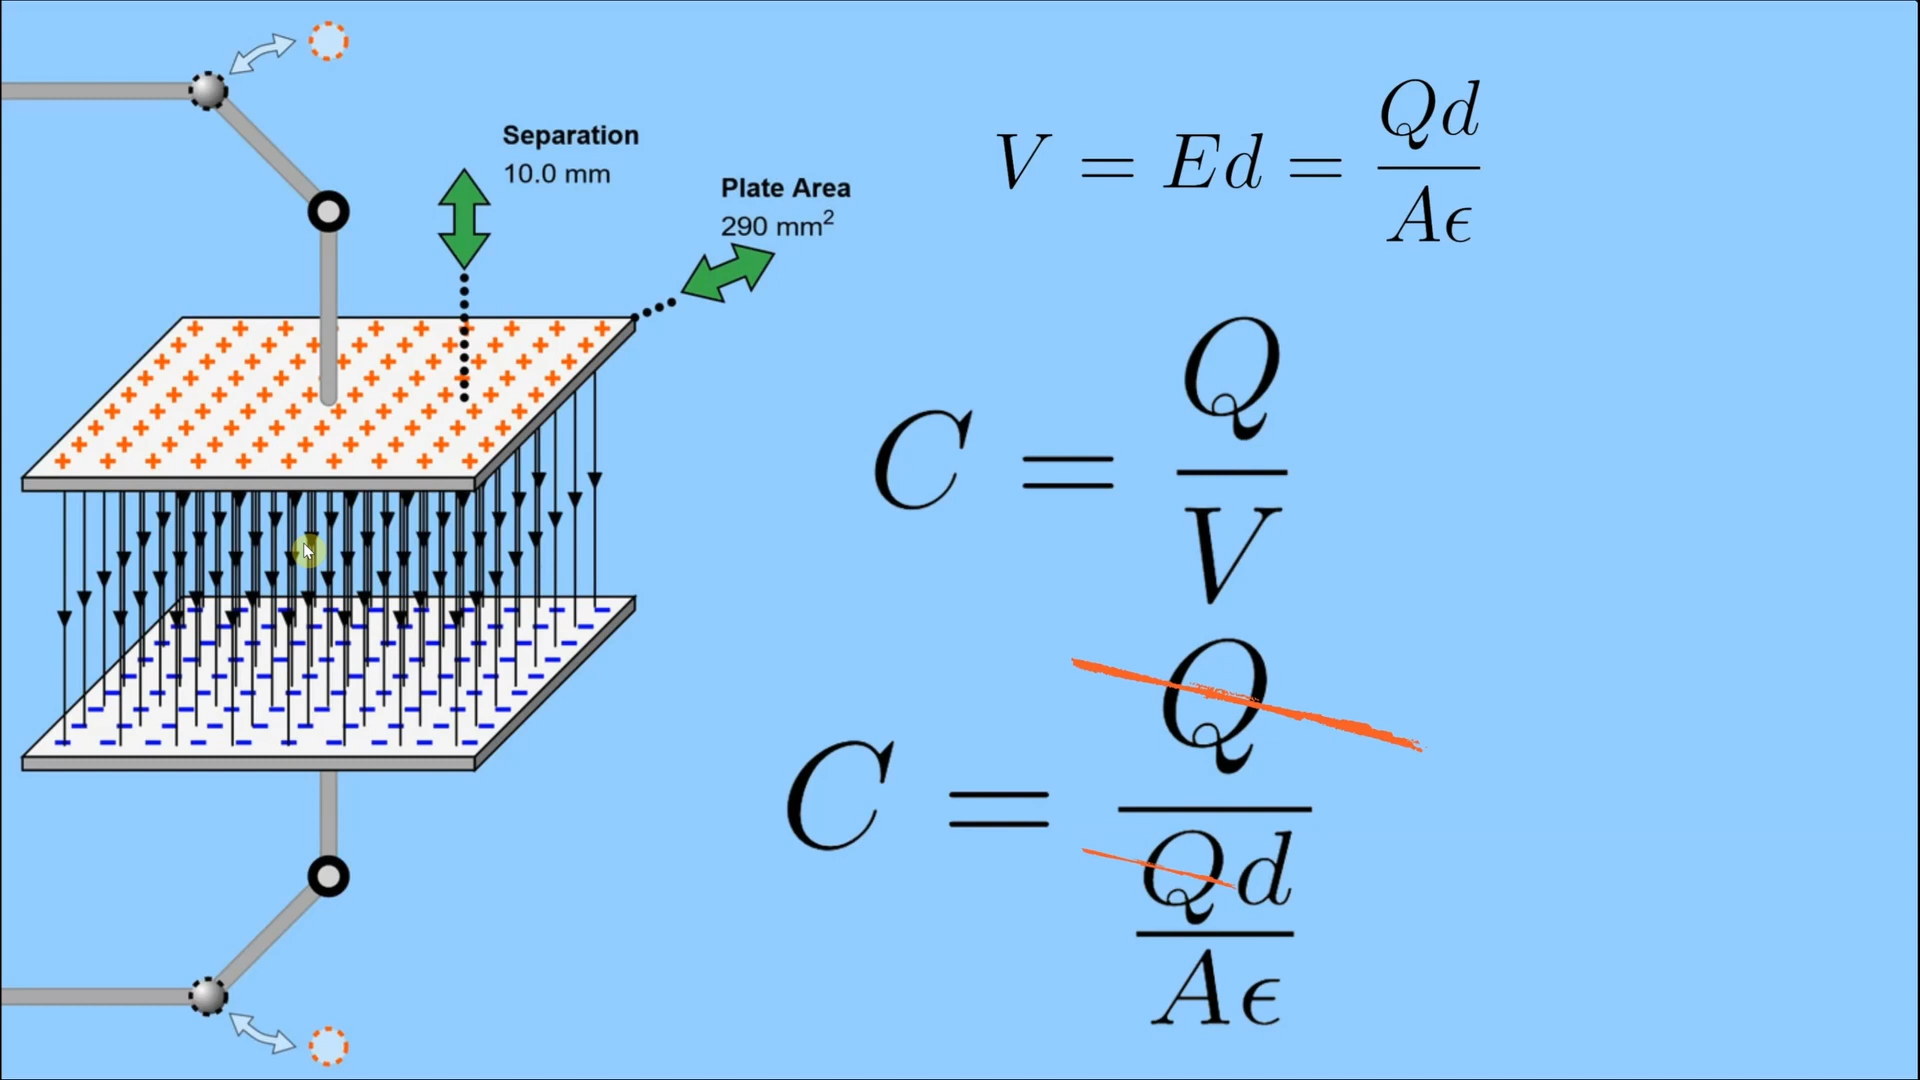 Separation
10.0 mm
Plate Area
290 mm²
V = Ed = Qd / Aϵ
C = Q / V
C = Q / (Qd / Aϵ)